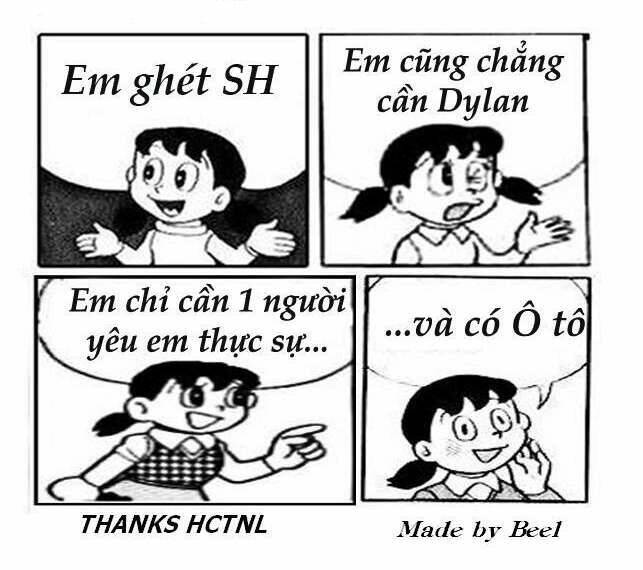 Em ghét SH
Em cũng chẳng
cần Dylan
Em chỉ cần 1 người
yêu em thực sự...
...và có Ô tô
THANKS HCTNL
Made by Beel